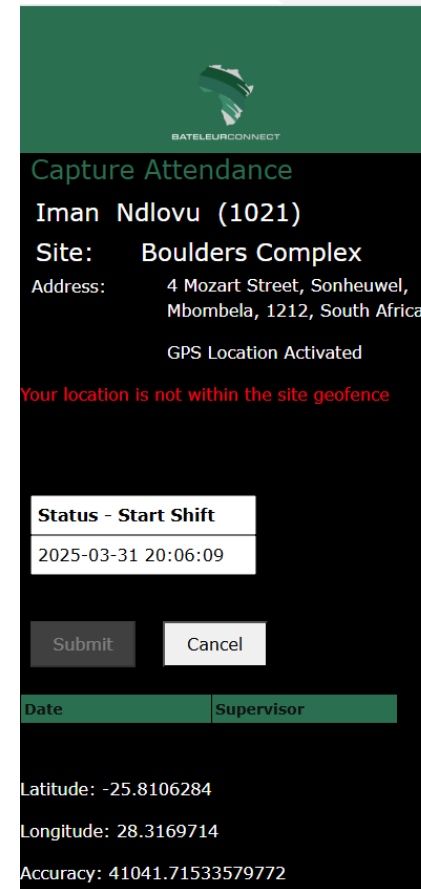 BATELEURCONNECT
Capture Attendance
Iman Ndlovu (1021)
Site: Boulders Complex
Address: 4 Mozart Street, Sonheuwel,
Mbombela, 1212, South Africa
GPS Location Activated
Your location is not within the site geofence
Status - Start Shift
2025-03-31 20:06:09
Submit Cancel
Date Supervisor
Latitude: -25.8106284
Longitude: 28.3169714
Accuracy: 41041.71533579772